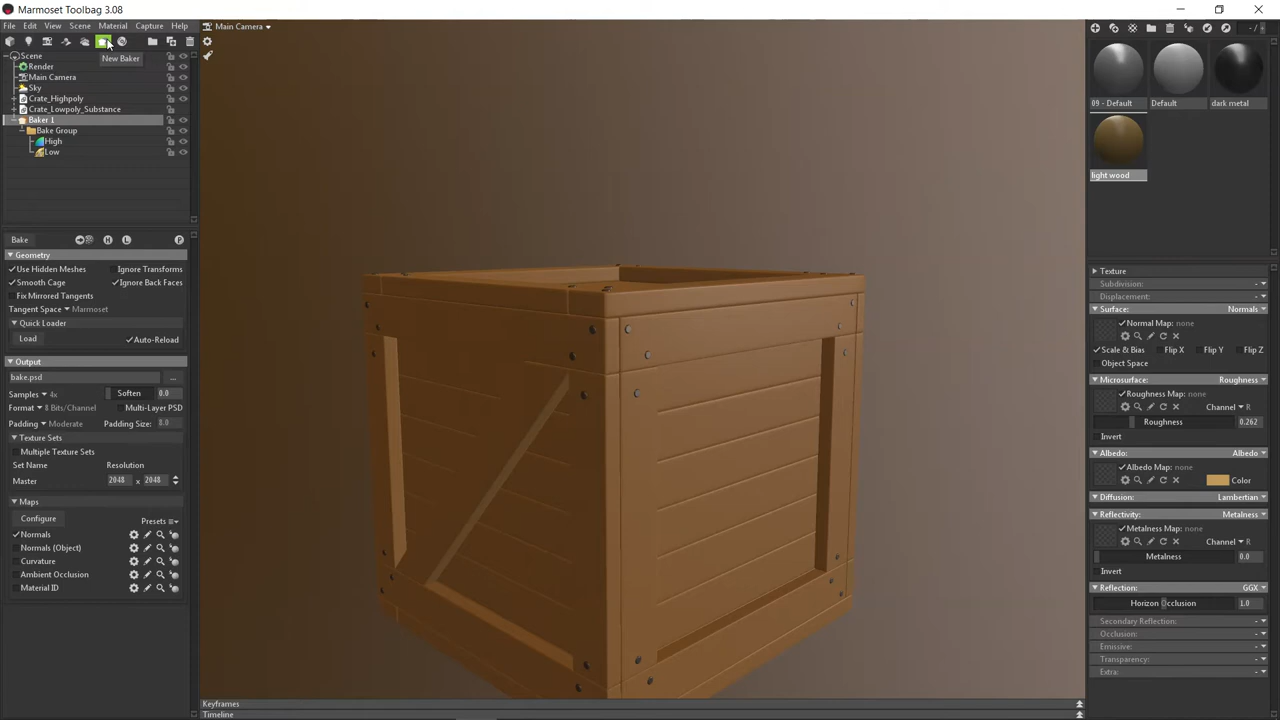 Marmoset Toolbag 3.08
File Edit View Scene Material Capture Help
Main Camera
- / -
New Baker
Scene
Render
Main Camera
Sky
Crate_Highpoly
Crate_Lowpoly_Substance
Baker 1
Bake Group
High
Low
Bake H L P
Geometry
Use Hidden Meshes Ignore Transforms
Smooth Cage Ignore Back Faces
Fix Mirrored Tangents
Tangent Space Marmoset
Quick Loader
Load Auto-Reload
Output
bake.psd ...
Samples 4x Soften 0.0
Format 8 Bits/Channel Multi-Layer PSD
Padding Moderate Padding Size: 8.0
Texture Sets
Multiple Texture Sets
Set Name Resolution
Master 2048 x 2048
Maps
Configure Presets
Normals
Normals (Object)
Curvature
Ambient Occlusion
Material ID
Keyframes
Timeline
09 - Default Default dark metal
light wood
Texture
Subdivision: -
Displacement: -
Surface: Normals
Normal Map: none
Scale & Bias Flip X Flip Y Flip Z
Object Space
Microsurface: Roughness
Roughness Map: none
Channel R
Roughness 0.262
Invert
Albedo: Albedo
Albedo Map: none
Color
Diffusion: Lambertian
Reflectivity: Metalness
Metalness Map: none
Channel R
Metalness 0.0
Invert
Reflection: GGX
Horizon Occlusion 1.0
Secondary Reflection: -
Occlusion: -
Emissive: -
Transparency: -
Extra: -